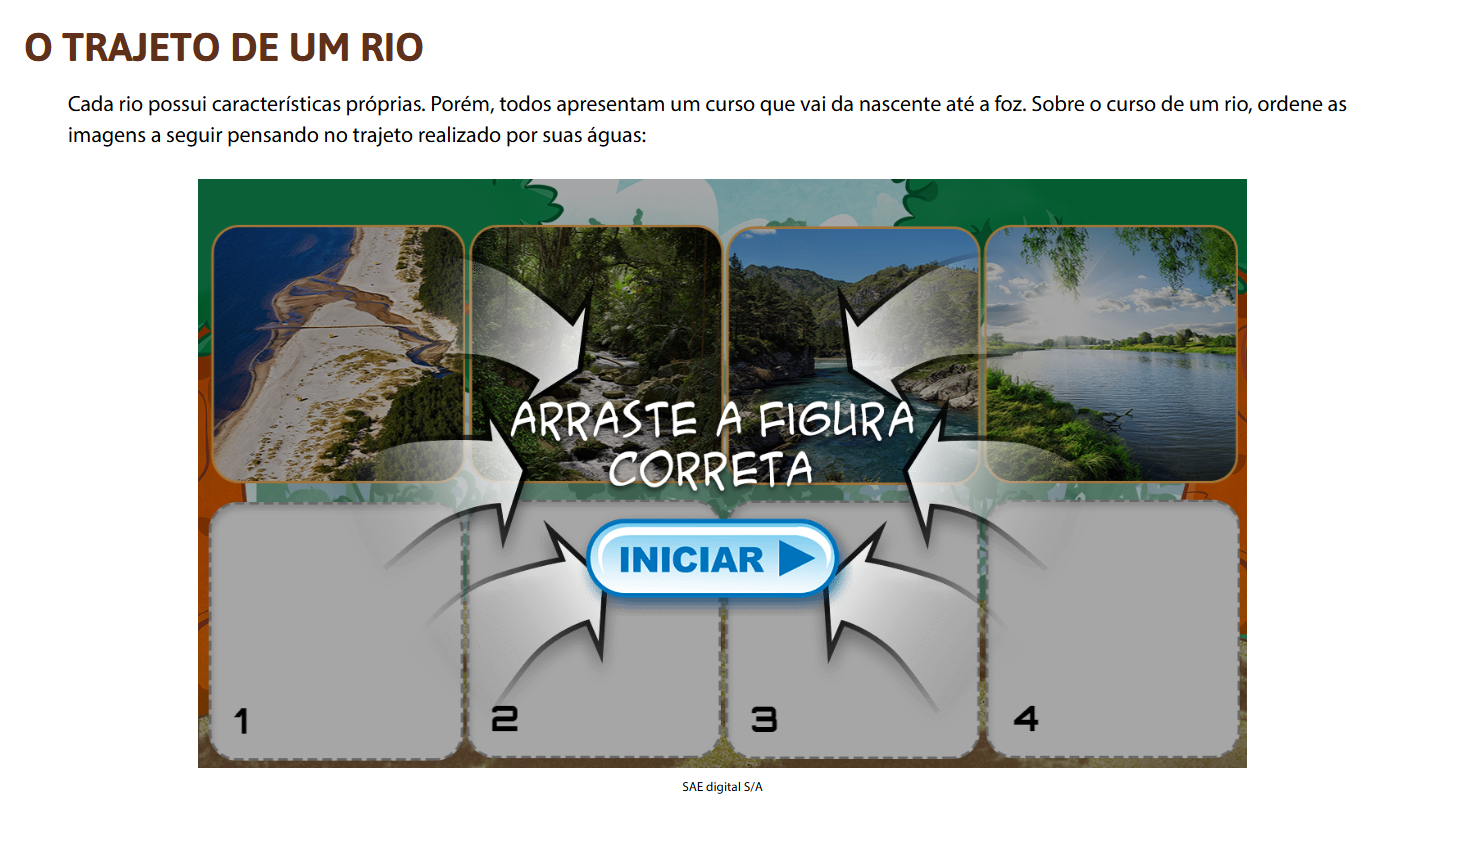 O TRAJETO DE UM RIO
Cada rio possui características próprias. Porém, todos apresentam um curso que vai da nascente até a foz. Sobre o curso de um rio, ordene as
imagens a seguir pensando no trajeto realizado por suas águas:
ARRASTE A FIGURA
CORRETA
INICIAR
1
2
3
4
SAE digital S/A